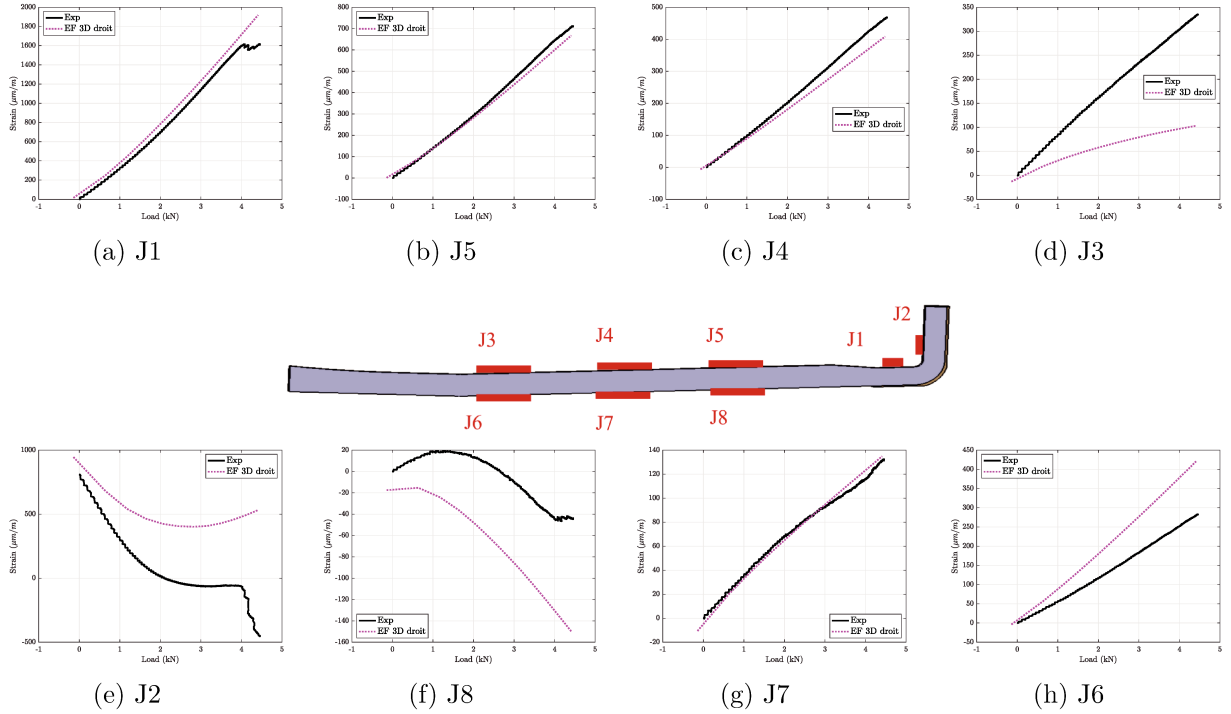 2000
1800
1600
1400
1200
1000
800
600
400
200
0
Strain (μm/m)
-1 0 1 2 3 4 5
Load (kN)
Exp
EF 3D droit
(a) J1
800
700
600
500
400
300
200
100
0
-100
Strain (μm/m)
-1 0 1 2 3 4 5
Load (kN)
Exp
EF 3D droit
(b) J5
500
400
300
200
100
0
-100
Strain (μm/m)
-1 0 1 2 3 4 5
Load (kN)
Exp
EF 3D droit
(c) J4
350
300
250
200
150
100
50
0
-50
Strain (μm/m)
-1 0 1 2 3 4 5
Load (kN)
Exp
EF 3D droit
(d) J3
J3 J4 J5 J1 J2
J6 J7 J8
1000
500
0
-500
Strain (μm/m)
-1 0 1 2 3 4 5
Load (kN)
Exp
EF 3D droit
(e) J2
20
0
-20
-40
-60
-80
-100
-120
-140
-160
Strain (μm/m)
-1 0 1 2 3 4 5
Load (kN)
Exp
EF 3D droit
(f) J8
140
120
100
80
60
40
20
0
-20
Strain (μm/m)
-1 0 1 2 3 4 5
Load (kN)
Exp
EF 3D droit
(g) J7
450
400
350
300
250
200
150
100
50
0
-50
Strain (μm/m)
-1 0 1 2 3 4 5
Load (kN)
Exp
EF 3D droit
(h) J6